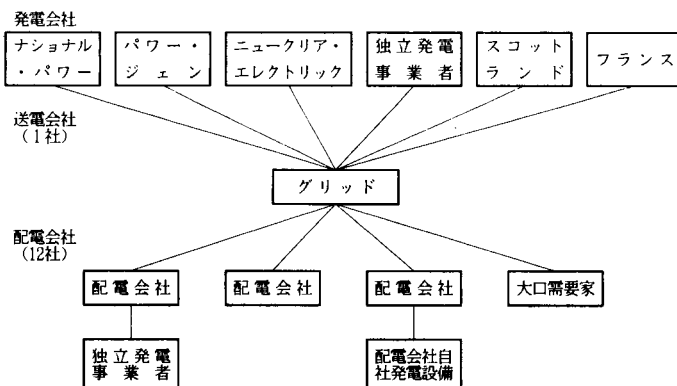 発電会社
ナショナル・パワー
パワー・ジェン
ニュークリア・エレクトリック
独立発電事業者
スコットランド
フランス
送電会社
(1社)
グリッド
配電会社
(12社)
配電会社
配電会社
配電会社
大口需要家
独立発電事業者
配電会社自社発電設備